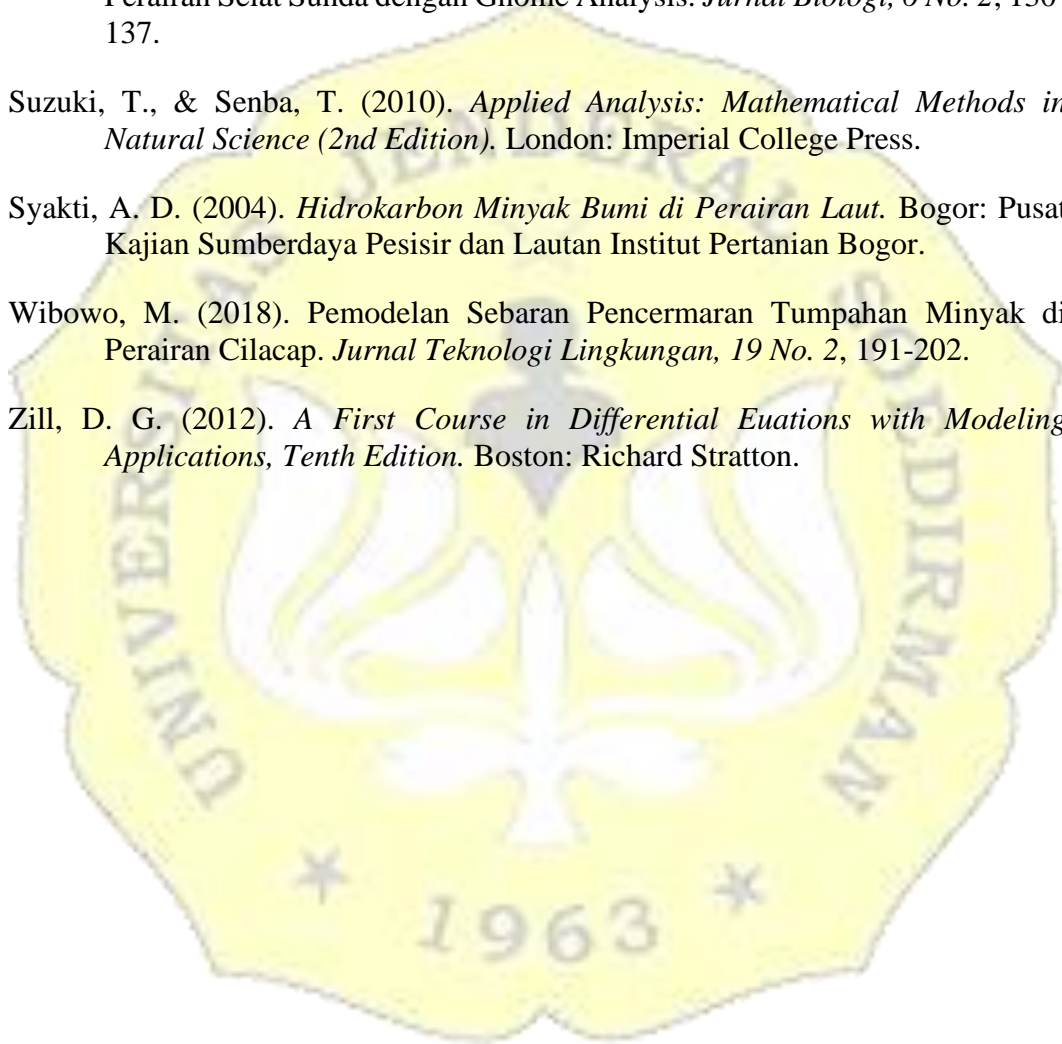 Perairan Selat Sunda dengan Gnome Analysis. Jurnal Biologi, 6 No. 2, 130
137.
Suzuki, T., & Senba, T. (2010). Applied Analysis: Mathematical Methods in
Natural Science (2nd Edition). London: Imperial College Press.
Syakti, A. D. (2004). Hidrokarbon Minyak Bumi di Perairan Laut. Bogor: Pusat
Kajian Sumberdaya Pesisir dan Lautan Institut Pertanian Bogor.
Wibowo, M. (2018). Pemodelan Sebaran Pencermaran Tumpahan Minyak di
Perairan Cilacap. Jurnal Teknologi Lingkungan, 19 No. 2, 191-202.
Zill, D. G. (2012). A First Course in Differential Euations with Modeling
Applications, Tenth Edition. Boston: Richard Stratton.
UNIVERSITAS JENDERAL SOEDIRMAN
1963